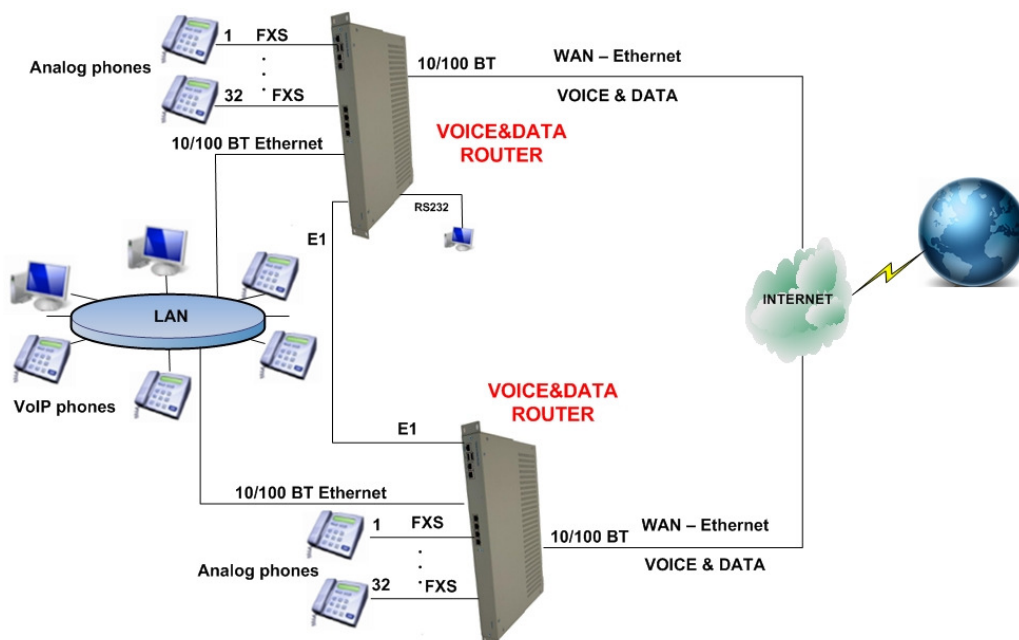 1 FXS
10/100 BT
WAN – Ethernet
Analog phones
32 FXS
VOICE & DATA
10/100 BT Ethernet
VOICE&DATA
ROUTER
RS232
E1
INTERNET
LAN
VoIP phones
VOICE&DATA
ROUTER
E1
10/100 BT Ethernet
1 FXS
WAN – Ethernet
10/100 BT
Analog phones
VOICE & DATA
32 FXS